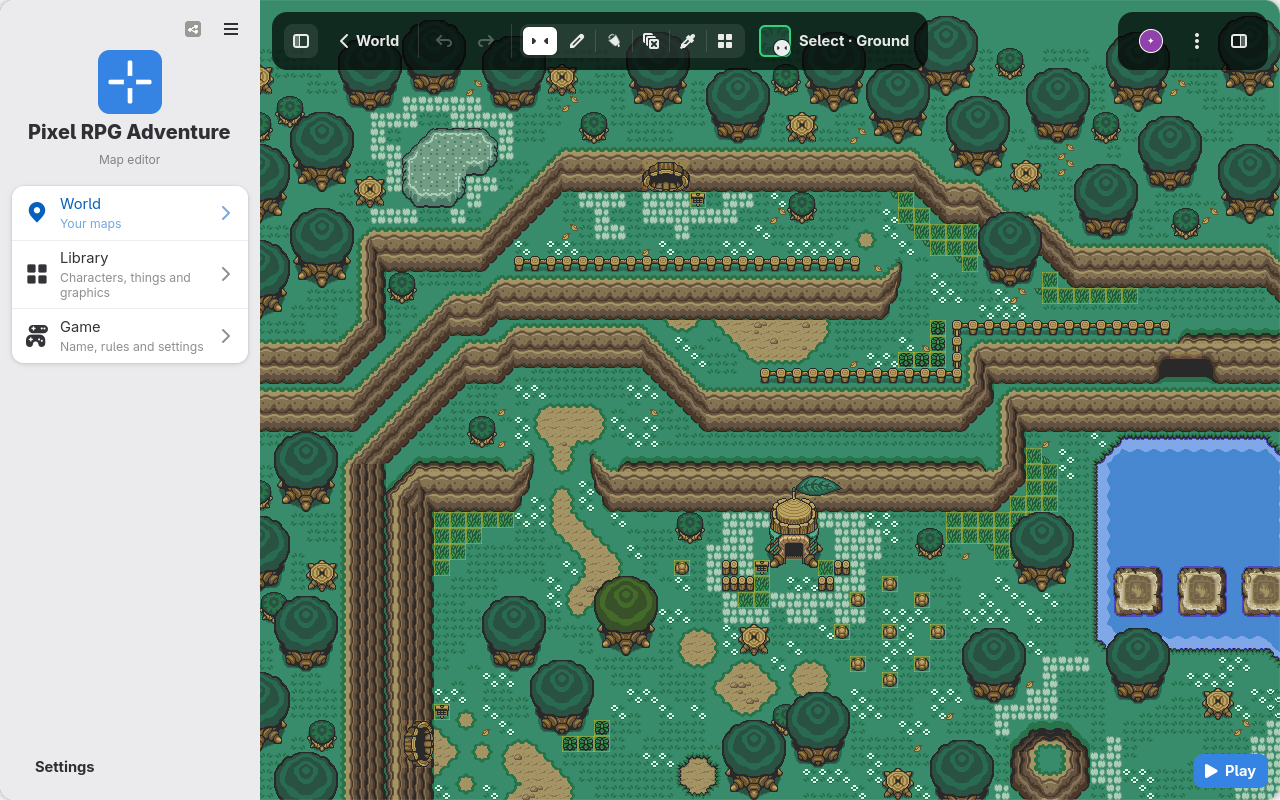 World
Select · Ground
Pixel RPG Adventure
Map editor
World
Your maps
Library
Characters, things and
graphics
Game
Name, rules and settings
Settings
Play